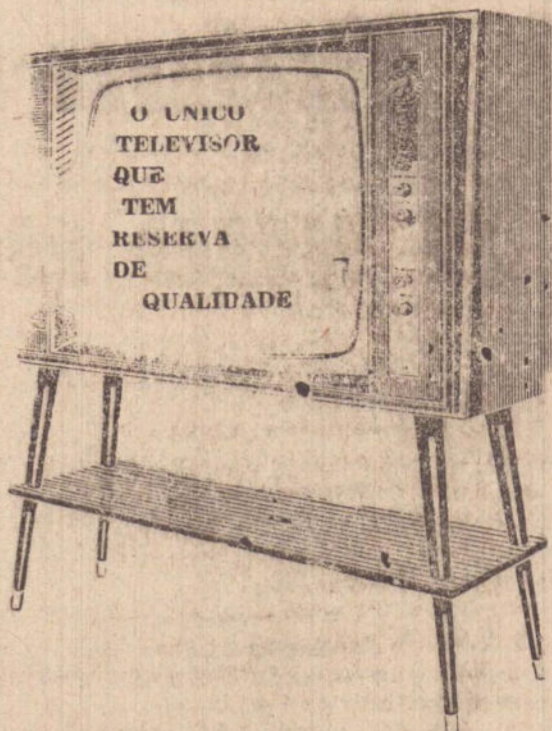 O UNICO
TELEVISOR
QUE
TEM
RESERVA
DE
QUALIDADE